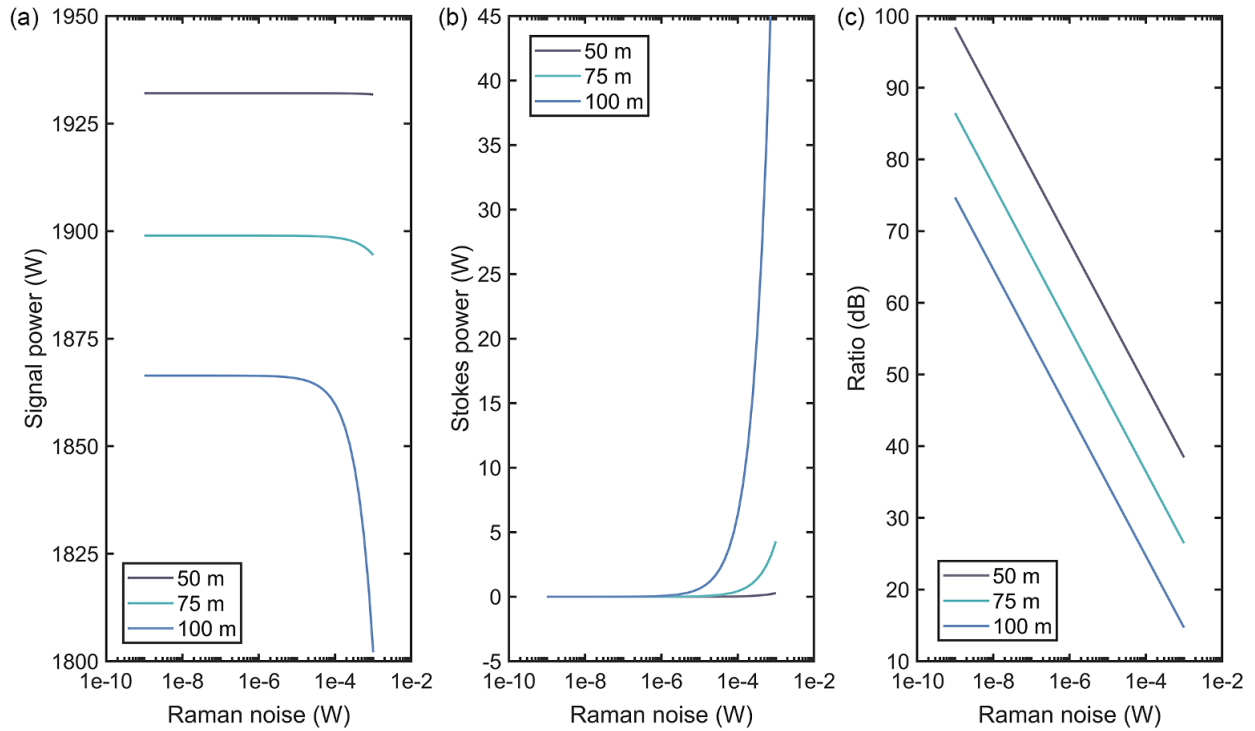 (a)
1950
1925
1900
1875
1850
1825
1800
Signal power (W)
50 m
75 m
100 m
1e-10 1e-8 1e-6 1e-4 1e-2
Raman noise (W)
(b)
45
40
35
30
25
20
15
10
5
0
-5
Stokes power (W)
50 m
75 m
100 m
1e-10 1e-8 1e-6 1e-4 1e-2
Raman noise (W)
(c)
100
90
80
70
60
50
40
30
20
10
Ratio (dB)
50 m
75 m
100 m
1e-10 1e-8 1e-6 1e-4 1e-2
Raman noise (W)